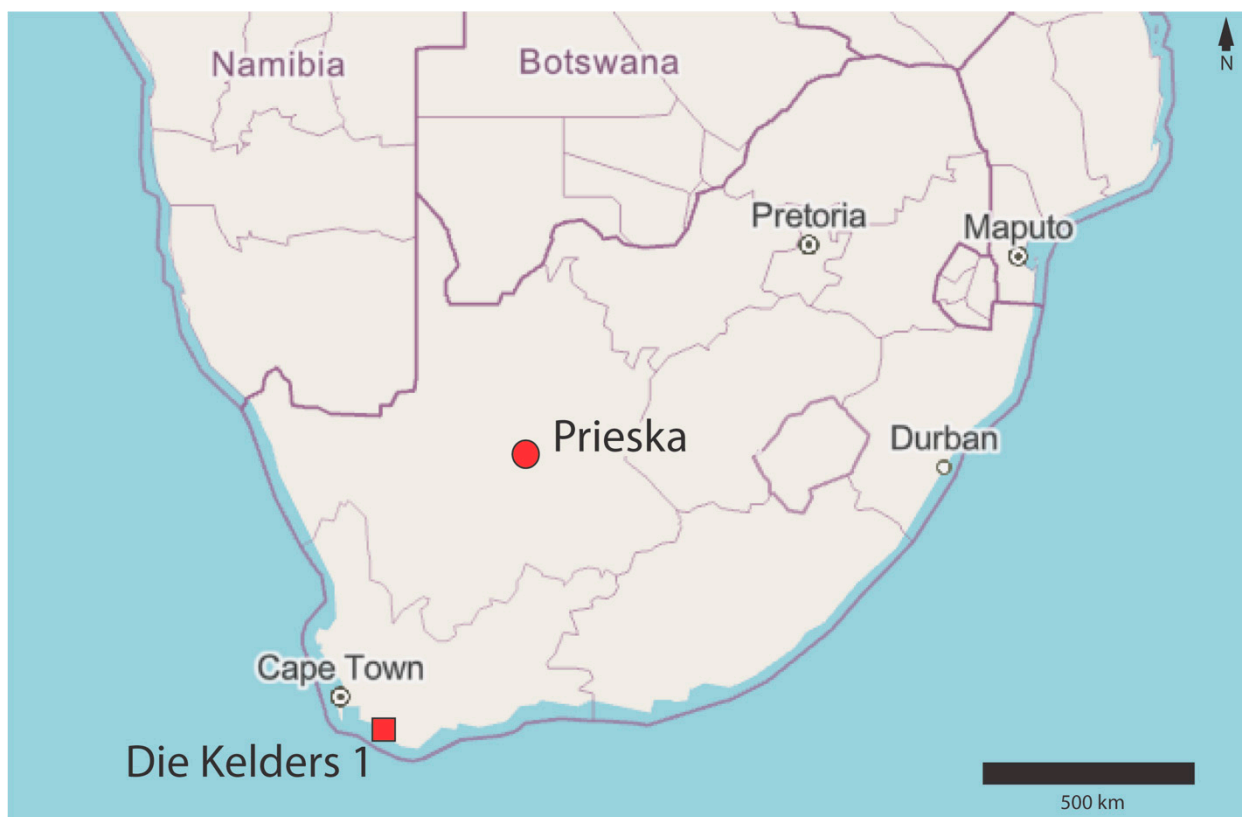 Namibia
Botswana
N
Pretoria
Maputo
Prieska
Durban
Cape Town
Die Kelders 1
500 km